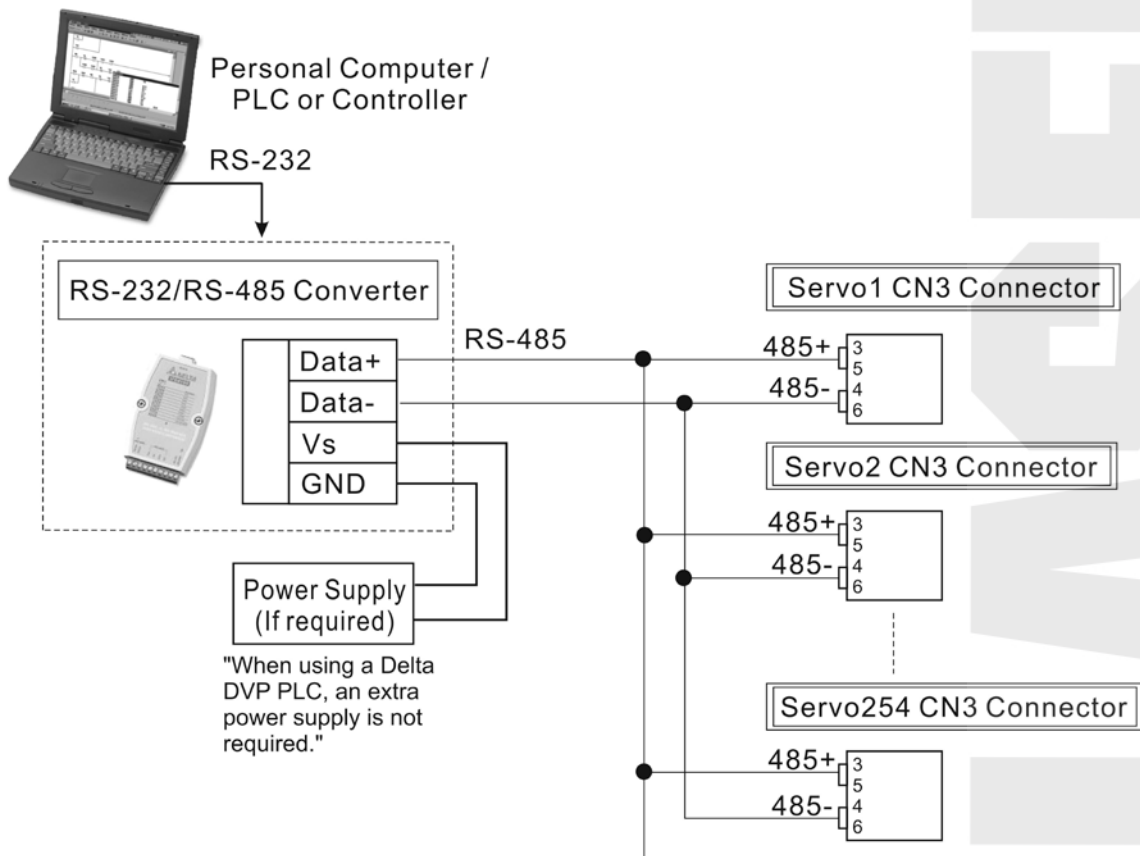 Personal Computer /
PLC or Controller
RS-232
RS-232/RS-485 Converter
DELTA
Data+
Data-
Vs
GND
RS-485
Power Supply
(If required)
"When using a Delta
DVP PLC, an extra
power supply is not
required."
Servo1 CN3 Connector
485+
3
5
485-
4
6
Servo2 CN3 Connector
485+
3
5
485-
4
6
Servo254 CN3 Connector
485+
3
5
485-
4
6